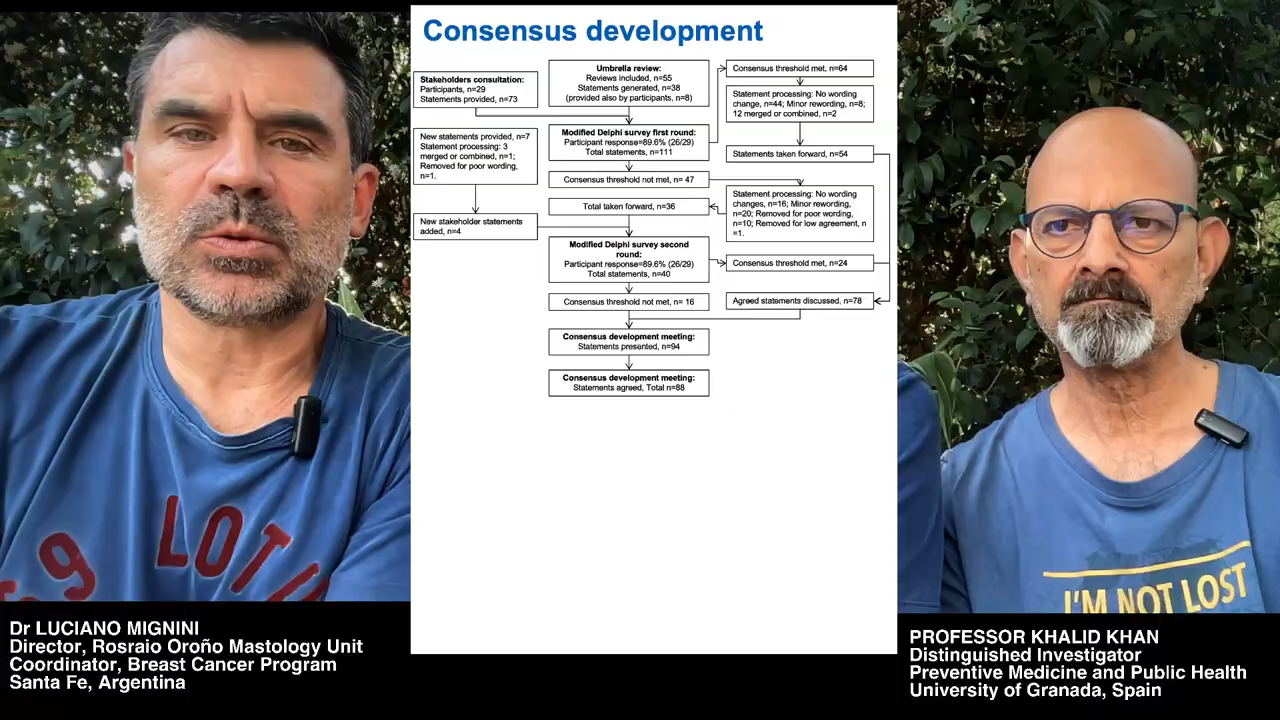 Consensus development
Stakeholders consultation:
Participants, n=29
Statements provided, n=73
Umbrella review:
Reviews included, n=55
Statements generated, n=38
(provided also by participants, n=8)
Consensus threshold met, n=64
Statement processing: No wording
change, n=44; Minor rewording, n=8;
12 merged or combined, n=2
New statements provided, n=7
Statement processing: 3
merged or combined, n=1;
Removed for poor wording,
n=1.
Modified Delphi survey first round:
Participant response=89.6% (26/29)
Total statements, n=111
Statements taken forward, n=54
Consensus threshold not met, n= 47
Statement processing: No wording
changes, n=16; Minor rewording,
n=20; Removed for poor wording,
n=10; Removed for low agreement, n
=1.
Total taken forward, n=36
New stakeholder statements
added, n=4
Modified Delphi survey second
round:
Participant response=89.6% (26/29)
Total statements, n=40
Consensus threshold met, n=24
Consensus threshold not met, n= 16
Agreed statements discussed, n=78
Consensus development meeting:
Statements presented, n=94
Consensus development meeting:
Statements agreed, Total n=88
I'M NOT LOST
Dr LUCIANO MIGNINI
Director, Rosraio Oroño Mastology Unit
Coordinator, Breast Cancer Program
Santa Fe, Argentina
PROFESSOR KHALID KHAN
Distinguished Investigator
Preventive Medicine and Public Health
University of Granada, Spain